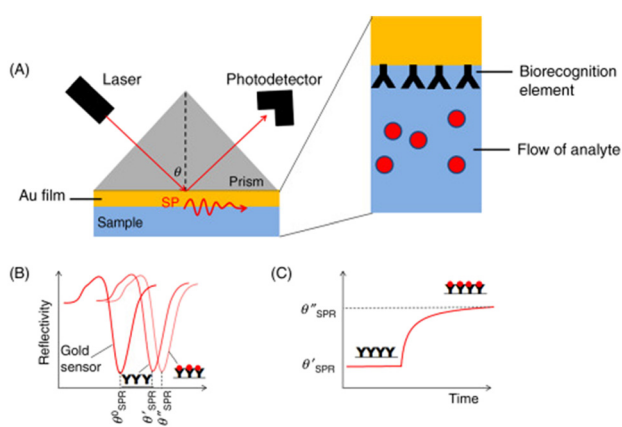 (A)
Laser
Photodetector
θ
Prism
Au film
SP
Sample
Biorecognition
element
Flow of analyte
(B)
Reflectivity
Gold
sensor
θ⁰SPR
θ′SPR
θ″SPR
(C)
θ″SPR
θ′SPR
Time